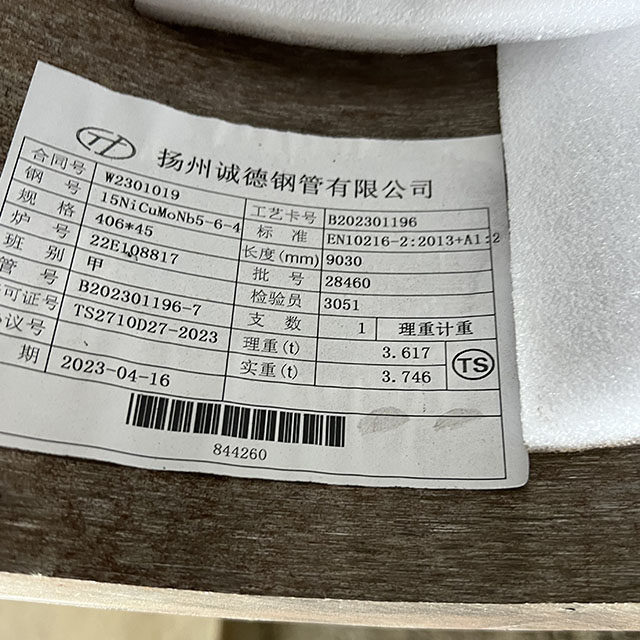 扬州诚德钢管有限公司
合同号 W2301019 工艺卡号 B202301196
钢 号 15NiCuMoNb5-6-4 标 准 EN10216-2:2013+A1:2
规 格 406*45 长度(mm) 9030
炉 号 22E108817 批 号 28460
班 别 甲 检验员 3051
管 号 B202301196-7 支 数 1 理重计重
可证号 TS2710D27-2023 理重(t) 3.617 TS
议号 、 实重(t) 3.746
期 2023-04-16
844260